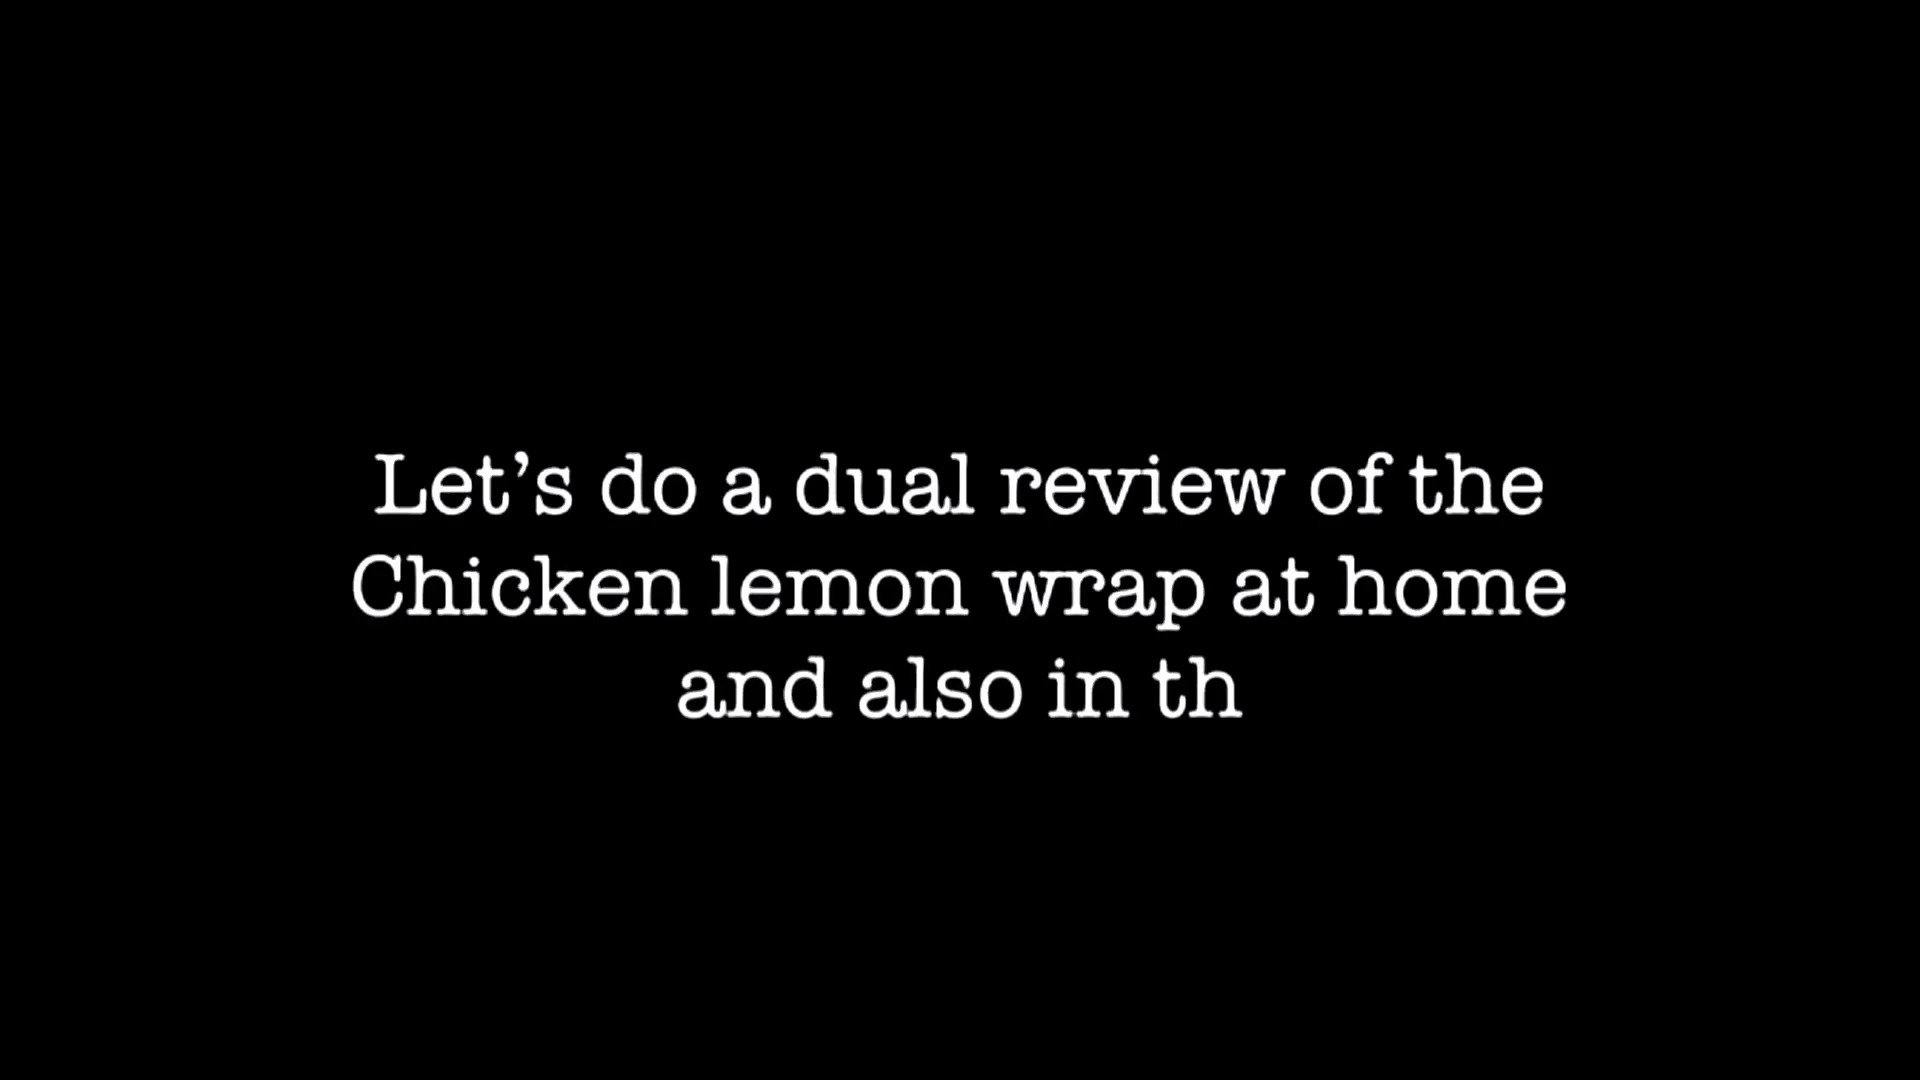 Let’s do a dual review of the
Chicken lemon wrap at home
and also in th